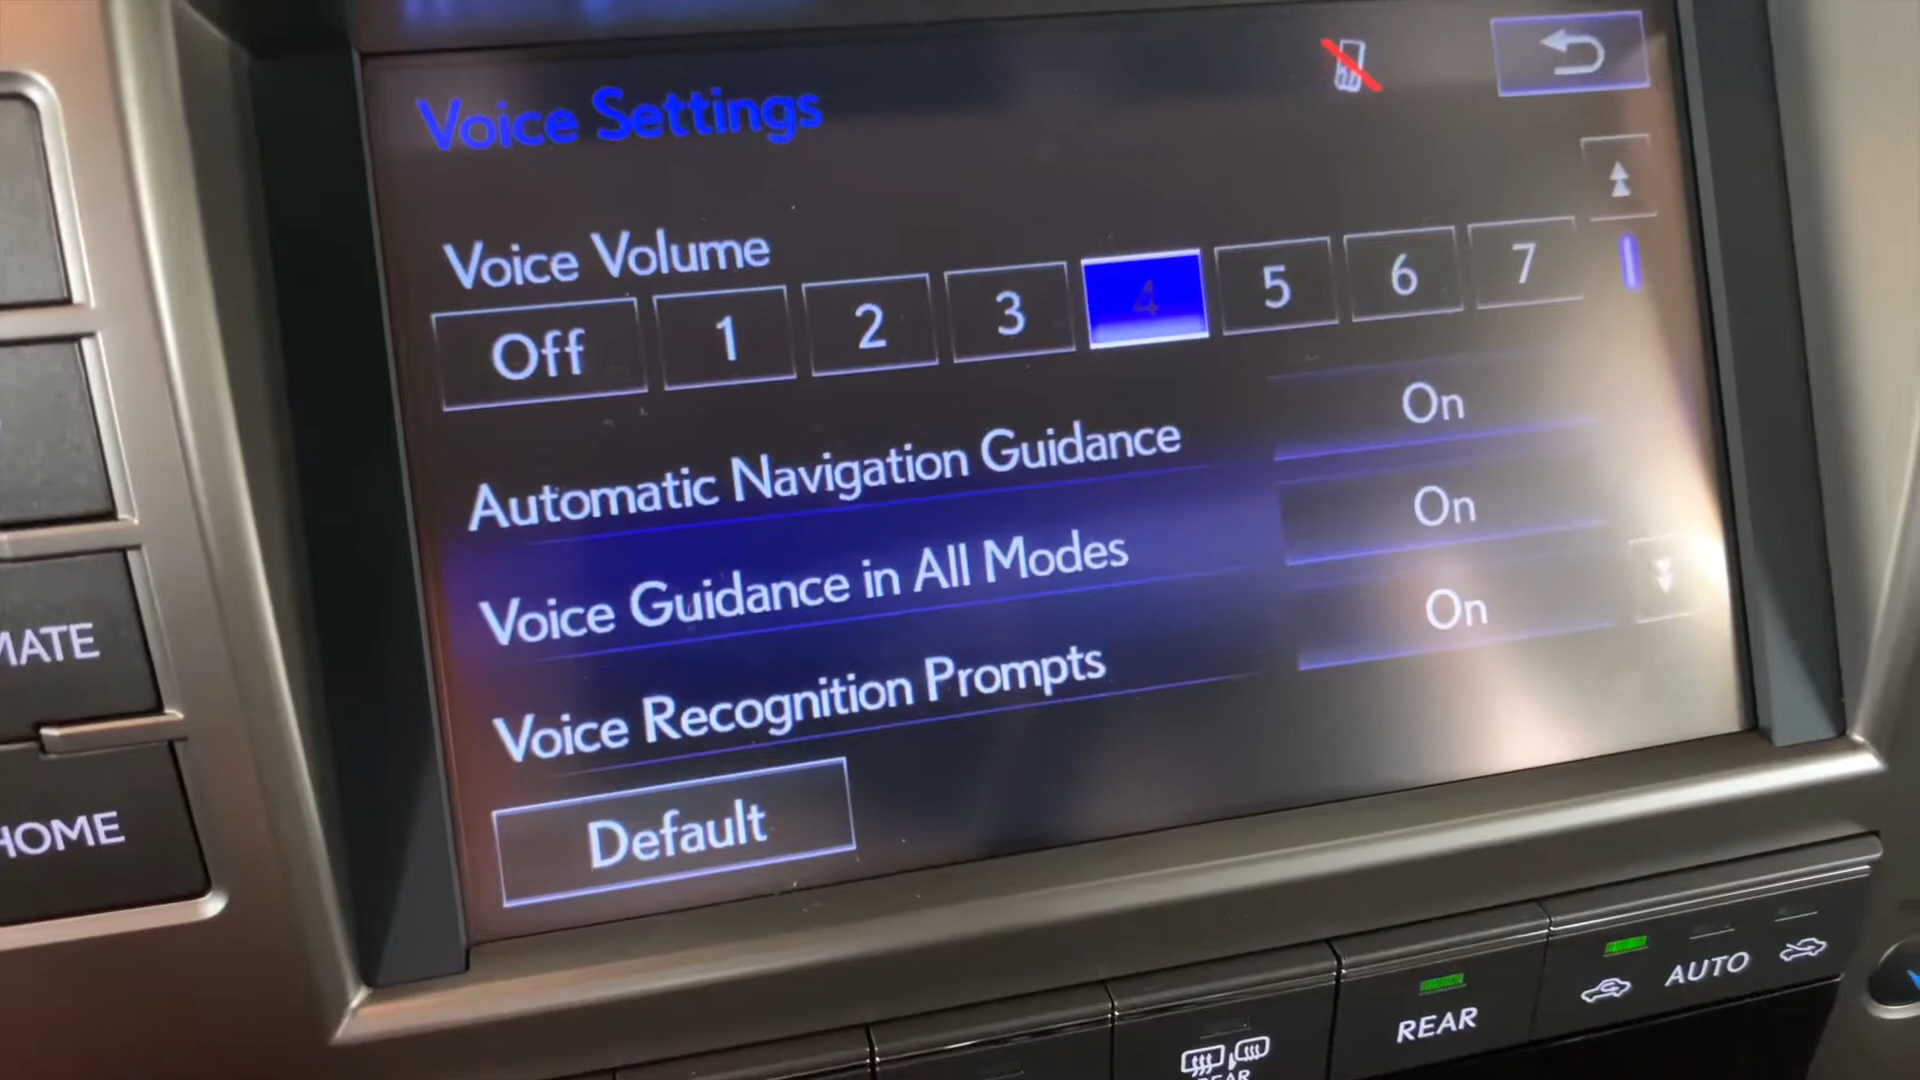 Voice Settings
Voice Volume
Off 1 2 3 4 5 6 7
Automatic Navigation Guidance On
Voice Guidance in All Modes On
Voice Recognition Prompts On
Default
MATE
HOME
REAR
REAR
AUTO